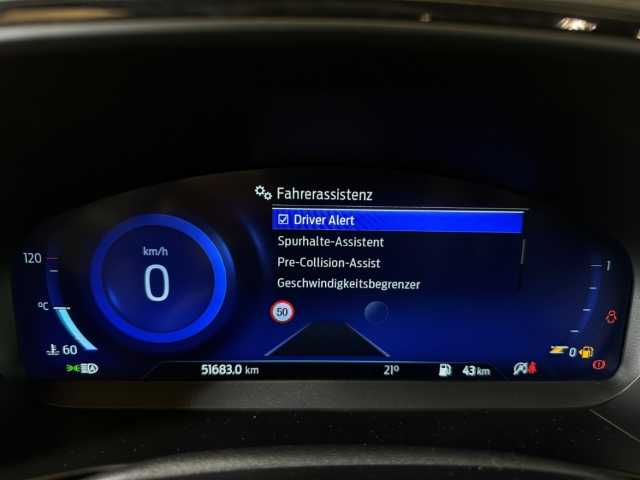 Fahrerassistenz
Driver Alert
Spurhalte-Assistent
Pre-Collision-Assist
Geschwindigkeitsbegrenzer
km/h
0
120
°C
60
50
1
0
51683.0 km
21°
43 km